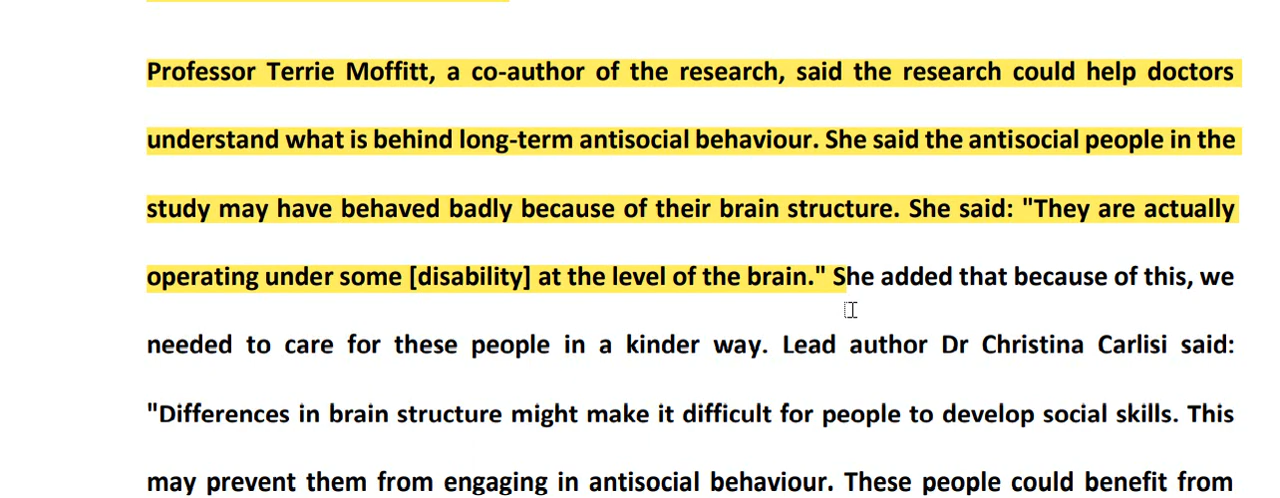 Professor Terrie Moffitt, a co-author of the research, said the research could help doctors
understand what is behind long-term antisocial behaviour. She said the antisocial people in the
study may have behaved badly because of their brain structure. She said: "They are actually
operating under some [disability] at the level of the brain." She added that because of this, we
needed to care for these people in a kinder way. Lead author Dr Christina Carlisi said:
"Differences in brain structure might make it difficult for people to develop social skills. This
may prevent them from engaging in antisocial behaviour. These people could benefit from